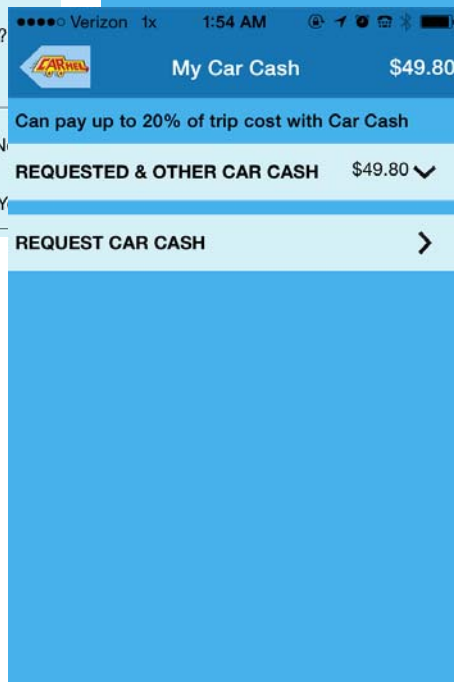 ?
N
Y
Verizon 1x 1:54 AM
CARHEL
My Car Cash $49.80
Can pay up to 20% of trip cost with Car Cash
REQUESTED & OTHER CAR CASH $49.80
REQUEST CAR CASH